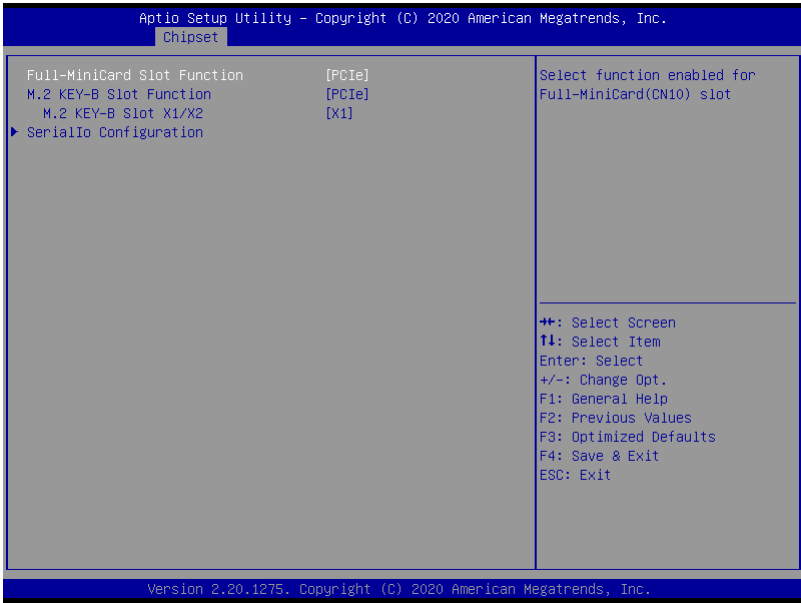 Aptio Setup Utility – Copyright (C) 2020 American Megatrends, Inc.
Chipset
Full-MiniCard Slot Function [PCIe]
M.2 KEY-B Slot Function [PCIe]
M.2 KEY-B Slot X1/X2 [X1]
▶ SerialIo Configuration
Select function enabled for
Full-MiniCard(CN10) slot
→←: Select Screen
↑↓: Select Item
Enter: Select
+/-: Change Opt.
F1: General Help
F2: Previous Values
F3: Optimized Defaults
F4: Save & Exit
ESC: Exit
Version 2.20.1275. Copyright (C) 2020 American Megatrends, Inc.